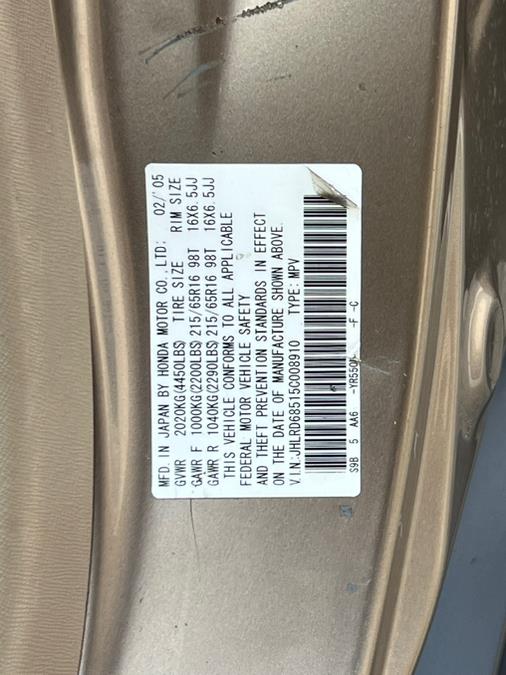 MFD. IN JAPAN BY HONDA MOTOR CO., LTD: 02/'05
GVWR 2020KG(4450LBS) TIRE SIZE RIM SIZE
GAWR F 1000KG(2200LBS)215/65R16 98T 16X6.5JJ
GAWR R 1040KG(2290LBS)215/65R16 98T 16X6.5JJ
THIS VEHICLE CONFORMS TO ALL APPLICABLE
FEDERAL MOTOR VEHICLE SAFETY
AND THEFT PREVENTION STANDARDS IN EFFECT
ON THE DATE OF MANUFACTURE SHOWN ABOVE.
V.I.N:JHLRD68515C008910 TYPE: MPV
S9B 5 AA6 -F -C